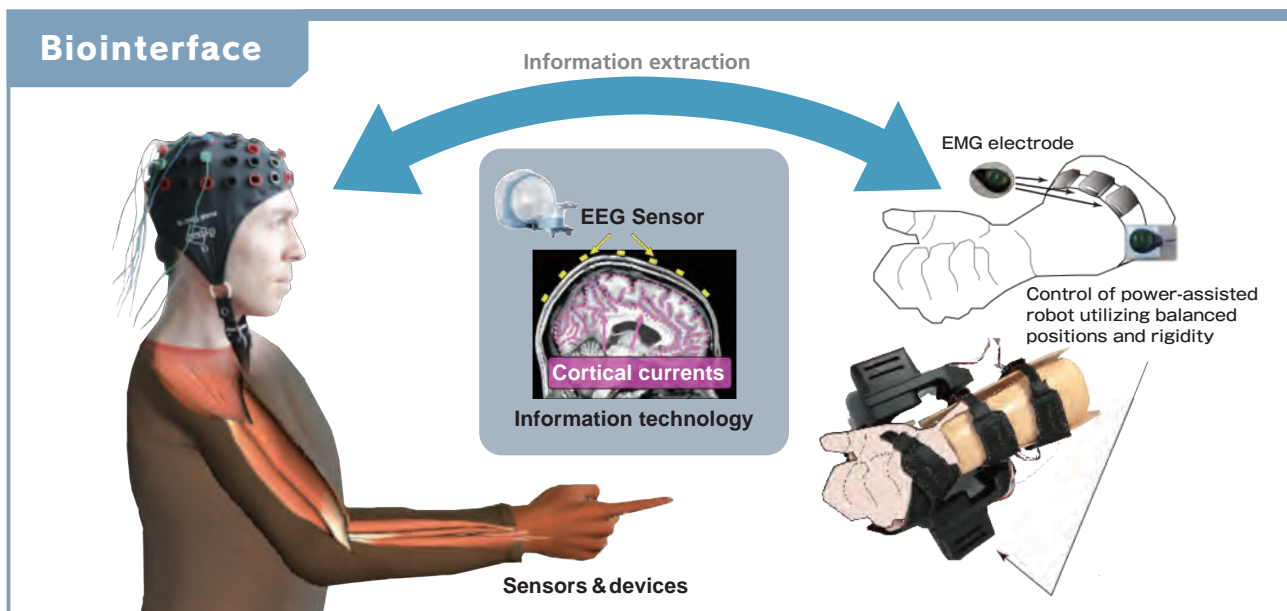 Biointerface
Information extraction
EMG electrode
EEG Sensor
Control of power-assisted
robot utilizing balanced
positions and rigidity
Cortical currents
Information technology
Sensors & devices